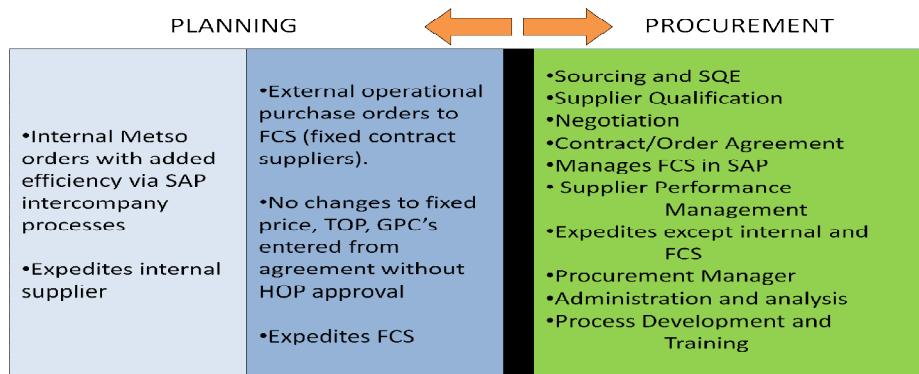 PLANNING
PROCUREMENT
•Internal Metso
orders with added
efficiency via SAP
intercompany
processes
•Expedites internal
supplier
•External operational
purchase orders to
FCS (fixed contract
suppliers).
•No changes to fixed
price, TOP, GPC's
entered from
agreement without
HOP approval
•Expedites FCS
•Sourcing and SQE
•Supplier Qualification
•Negotiation
•Contract/Order Agreement
•Manages FCS in SAP
• Supplier Performance
Management
•Expedites except internal and
FCS
•Procurement Manager
•Administration and analysis
•Process Development and
Training